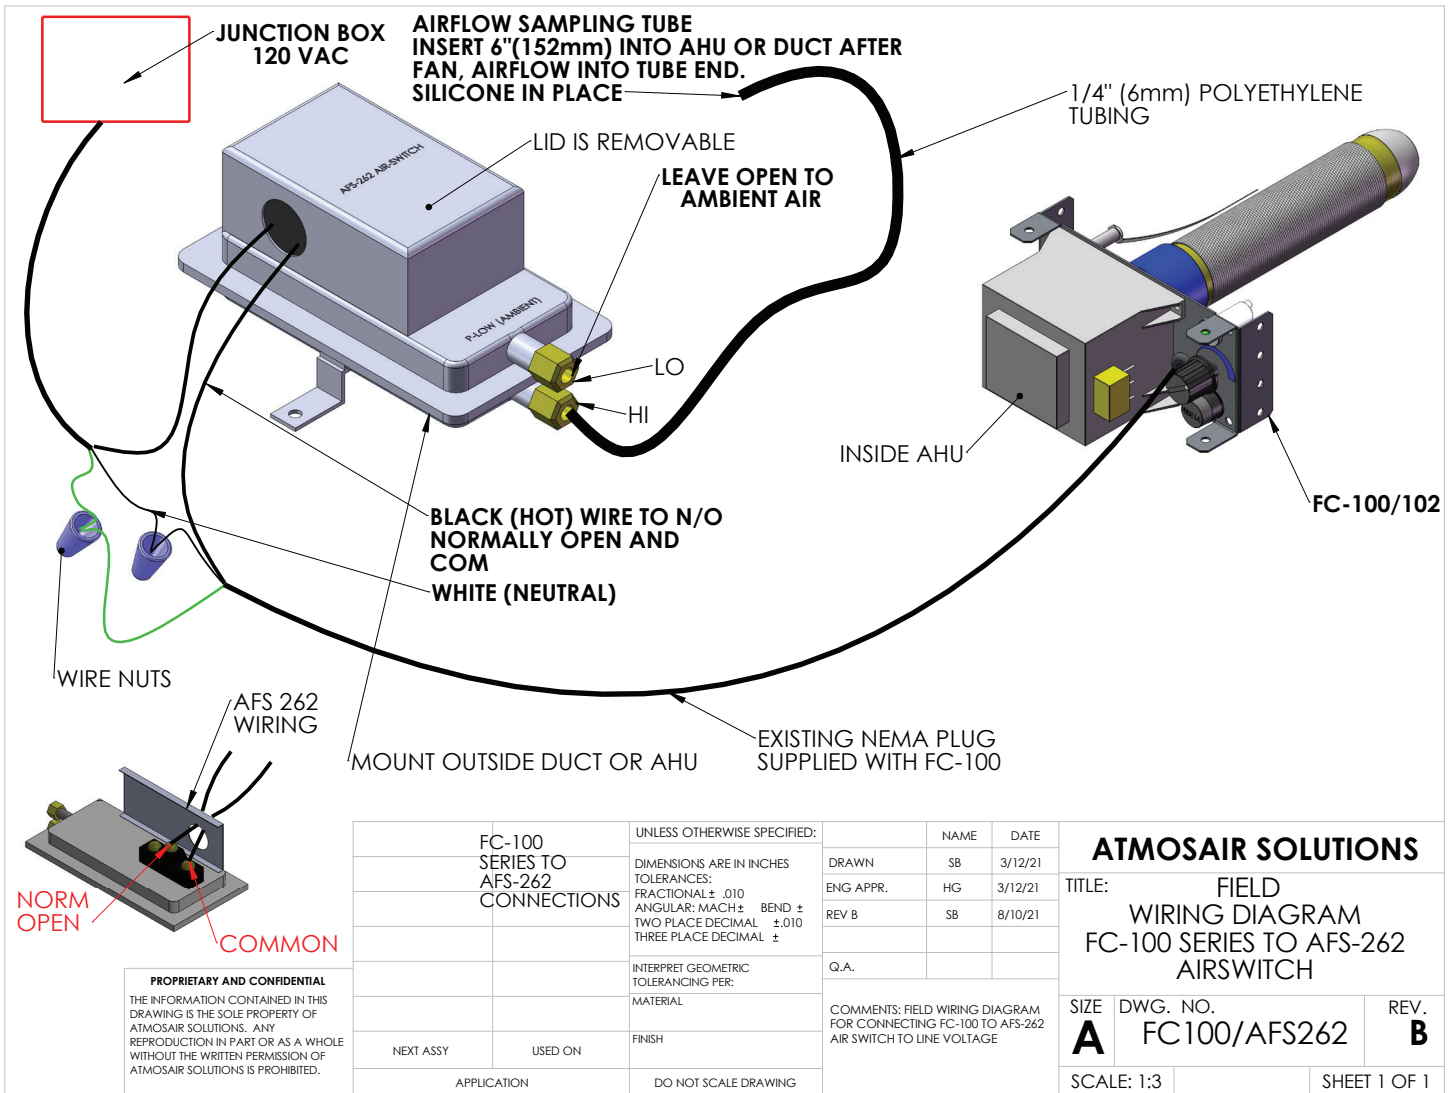 JUNCTION BOX
120 VAC
AIRFLOW SAMPLING TUBE
INSERT 6"(152mm) INTO AHU OR DUCT AFTER
FAN, AIRFLOW INTO TUBE END.
SILICONE IN PLACE
1/4" (6mm) POLYETHYLENE
TUBING
LID IS REMOVABLE
AFS-262 AIR-SWITCH
LEAVE OPEN TO
AMBIENT AIR
P-LOW (AMBIENT)
LO
HI
INSIDE AHU
FC-100/102
BLACK (HOT) WIRE TO N/O
NORMALLY OPEN AND
COM
WHITE (NEUTRAL)
WIRE NUTS
AFS 262
WIRING
MOUNT OUTSIDE DUCT OR AHU
EXISTING NEMA PLUG
SUPPLIED WITH FC-100
NORM
OPEN
COMMON
PROPRIETARY AND CONFIDENTIAL
THE INFORMATION CONTAINED IN THIS
DRAWING IS THE SOLE PROPERTY OF
ATMOSAIR SOLUTIONS. ANY
REPRODUCTION IN PART OR AS A WHOLE
WITHOUT THE WRITTEN PERMISSION OF
ATMOSAIR SOLUTIONS IS PROHIBITED.
FC-100
SERIES TO
AFS-262
CONNECTIONS
NEXT ASSY
USED ON
APPLICATION
UNLESS OTHERWISE SPECIFIED:
DIMENSIONS ARE IN INCHES
TOLERANCES:
FRACTIONAL± .010
ANGULAR: MACH± BEND ±
TWO PLACE DECIMAL ±.010
THREE PLACE DECIMAL ±
INTERPRET GEOMETRIC
TOLERANCING PER:
MATERIAL
FINISH
DO NOT SCALE DRAWING
NAME DATE
DRAWN SB 3/12/21
ENG APPR. HG 3/12/21
REV B SB 8/10/21
Q.A.
COMMENTS: FIELD WIRING DIAGRAM
FOR CONNECTING FC-100 TO AFS-262
AIR SWITCH TO LINE VOLTAGE
ATMOSAIR SOLUTIONS
TITLE:
FIELD
WIRING DIAGRAM
FC-100 SERIES TO AFS-262
AIRSWITCH
SIZE
A
DWG. NO.
FC100/AFS262
REV.
B
SCALE: 1:3
SHEET 1 OF 1